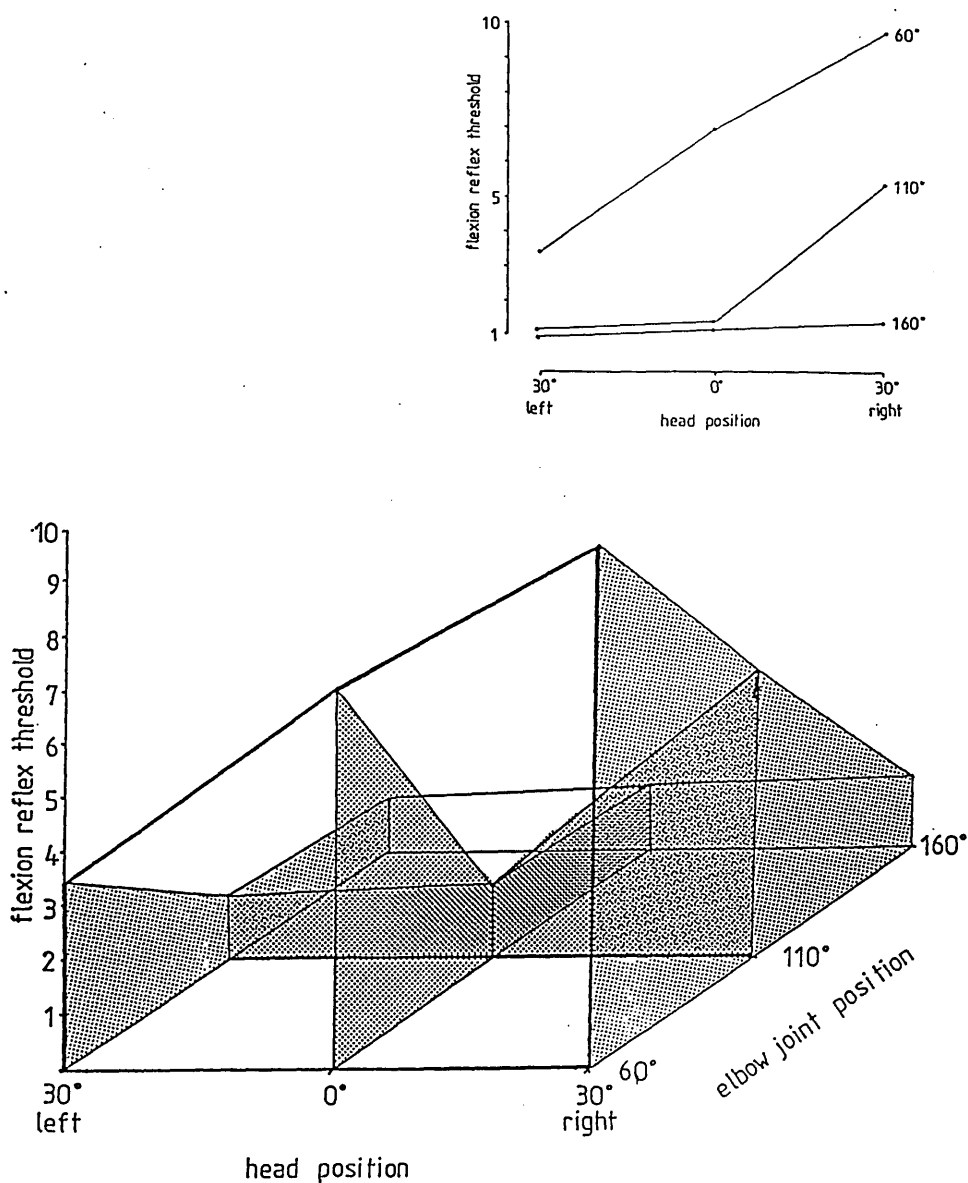 10
60°
flexion reflex threshold
5
110°
1
160°
30° 0° 30°
left right
head position
10
9
8
7
6
5
4
3
2
1
flexion reflex threshold
160°
110°
60°
elbow joint position
30° 0° 30°
left right
head position